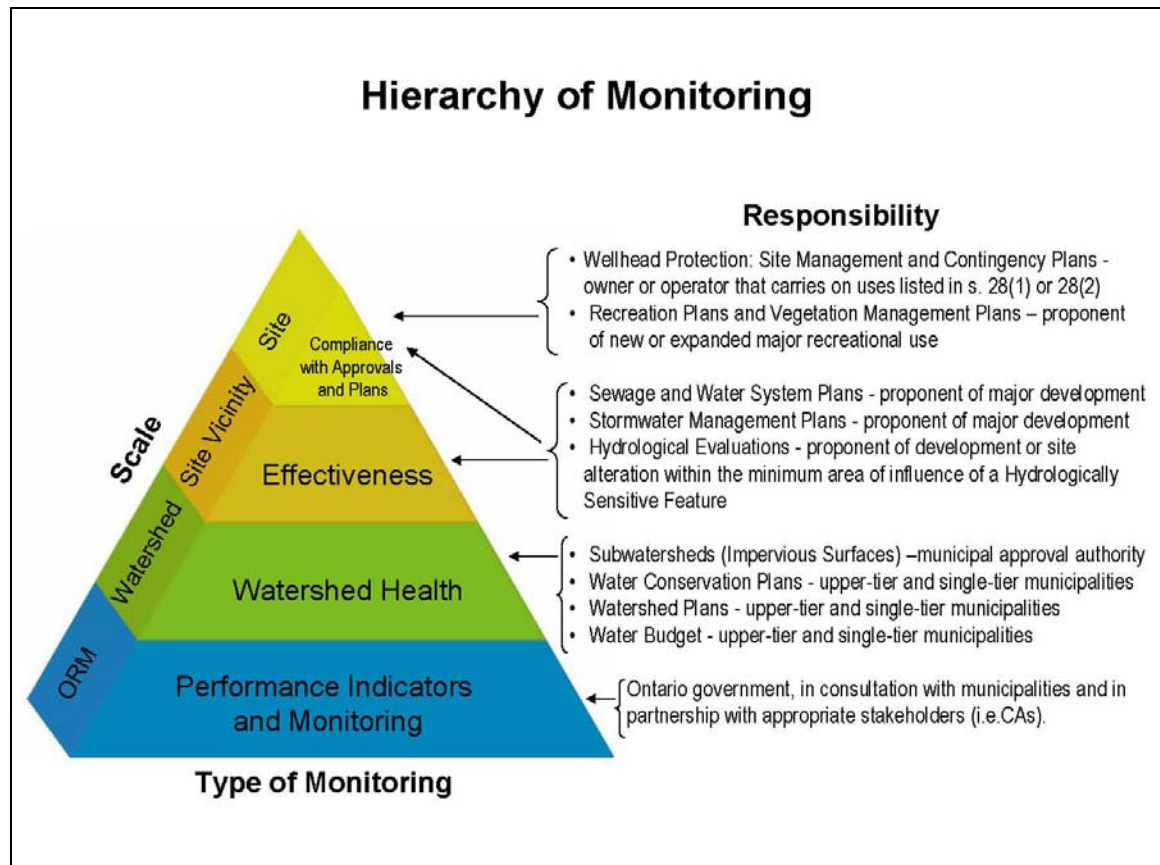 Hierarchy of Monitoring
Responsibility
• Wellhead Protection: Site Management and Contingency Plans -
owner or operator that carries on uses listed in s. 28(1) or 28(2)
• Recreation Plans and Vegetation Management Plans – proponent
of new or expanded major recreational use
• Sewage and Water System Plans - proponent of major development
• Stormwater Management Plans - proponent of major development
• Hydrological Evaluations - proponent of development or site
alteration within the minimum area of influence of a Hydrologically
Sensitive Feature
• Subwatersheds (Impervious Surfaces) –municipal approval authority
• Water Conservation Plans - upper-tier and single-tier municipalities
• Watershed Plans - upper-tier and single-tier municipalities
• Water Budget - upper-tier and single-tier municipalities
Ontario government, in consultation with municipalities and in
partnership with appropriate stakeholders (i.e.CAs).
Scale
Site
Site Vicinity
Watershed
ORM
Compliance
with Approvals
and Plans
Effectiveness
Watershed Health
Performance Indicators
and Monitoring
Type of Monitoring